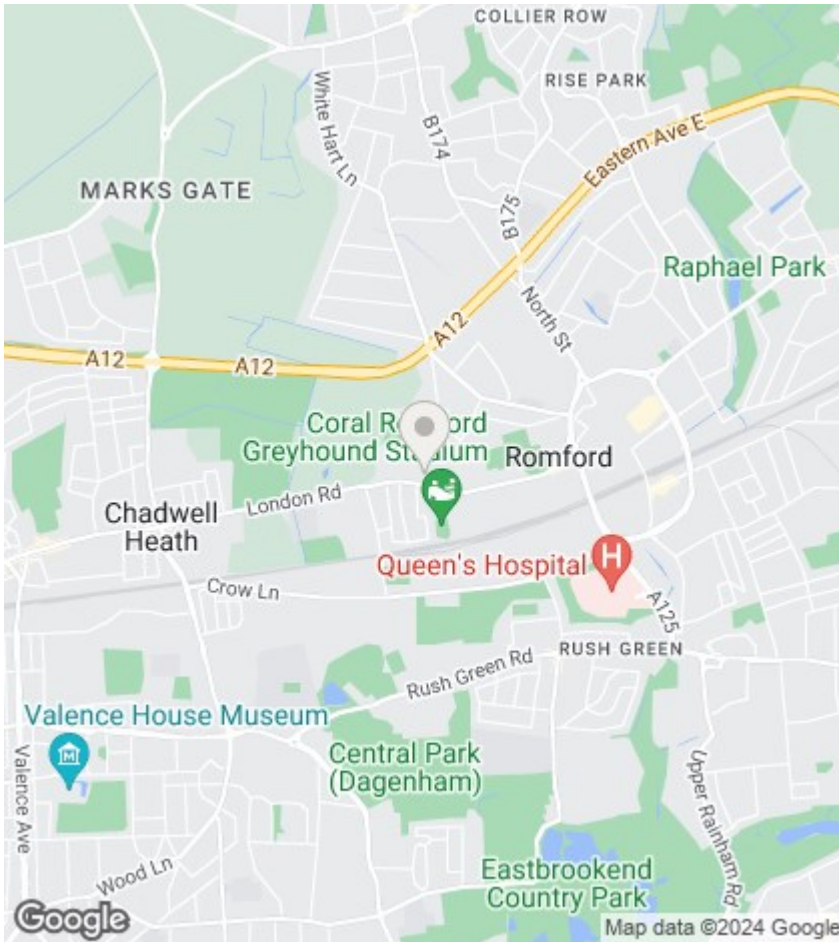 COLLIER ROW
RISE PARK
White Hart Ln
B174
Eastern Ave E
MARKS GATE
B175
Raphael Park
North St
A12
A12
A12
Coral R
ford
Greyhound St
ium
Romford
London Rd
Chadwell
Heath
Queen's Hospital
H
Crow Ln
A125
RUSH GREEN
Rush Green Rd
Valence House Museum
M
Central Park
(Dagenham)
Valence Ave
Upper Rainham Rd
Wood Ln
Eastbrookend
Country Park
Google
Map data ©2024 Google